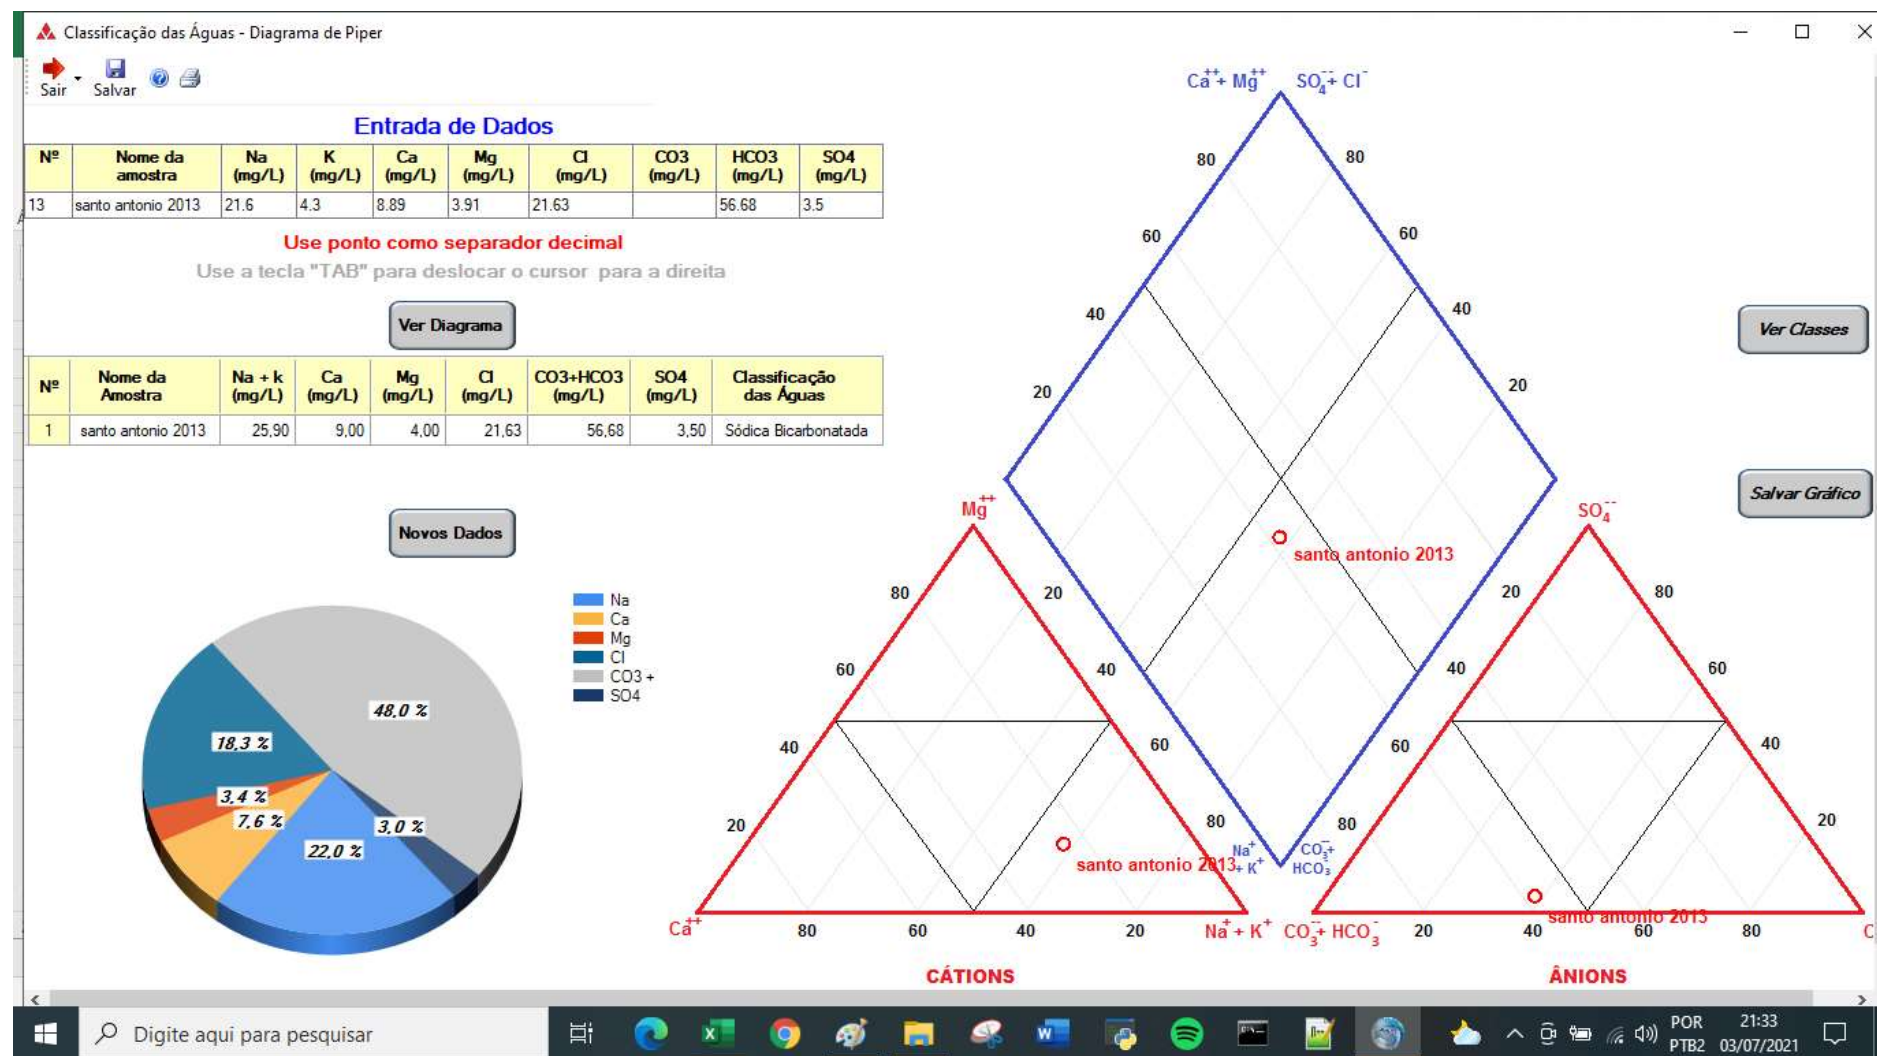 Classificação das Águas - Diagrama de Piper
Sair
Salvar
Entrada de Dados
Nº Nome da amostra Na (mg/L) K (mg/L) Ca (mg/L) Mg (mg/L) Cl (mg/L) CO3 (mg/L) HCO3 (mg/L) SO4 (mg/L)
13 santo antonio 2013 21.6 4.3 8.89 3.91 21.63 56.68 3.5
Use ponto como separador decimal
Use a tecla "TAB" para deslocar o cursor para a direita
Ver Diagrama
Nº Nome da Amostra Na + k (mg/L) Ca (mg/L) Mg (mg/L) Cl (mg/L) CO3+HCO3 (mg/L) SO4 (mg/L) Classificação das Águas
1 santo antonio 2013 25,90 9,00 4,00 21,63 56,68 3,50 Sódica Bicarbonatada
Novos Dados
Na
Ca
Mg
Cl
CO3 +
SO4
48,0 %
18,3 %
3,4 %
7,6 %
3,0 %
22,0 %
Ca++ + Mg++ SO4-- + Cl-
80 80
60 60
40 40
20 20
santo antonio 2013
Ver Classes
Salvar Gráfico
Mg++
80 20
60 40
40 60
20 80
santo antonio 2013
Na+ + K+ CO3-- + HCO3-
Ca++ 80 60 40 20 Na+ + K+
CÁTIONS
SO4--
20 80
40 60
60 40
80 20
santo antonio 2013
CO3-- + HCO3- 20 40 60 80 C
ÂNIONS
Digite aqui para pesquisar
POR
PTB2
21:33
03/07/2021